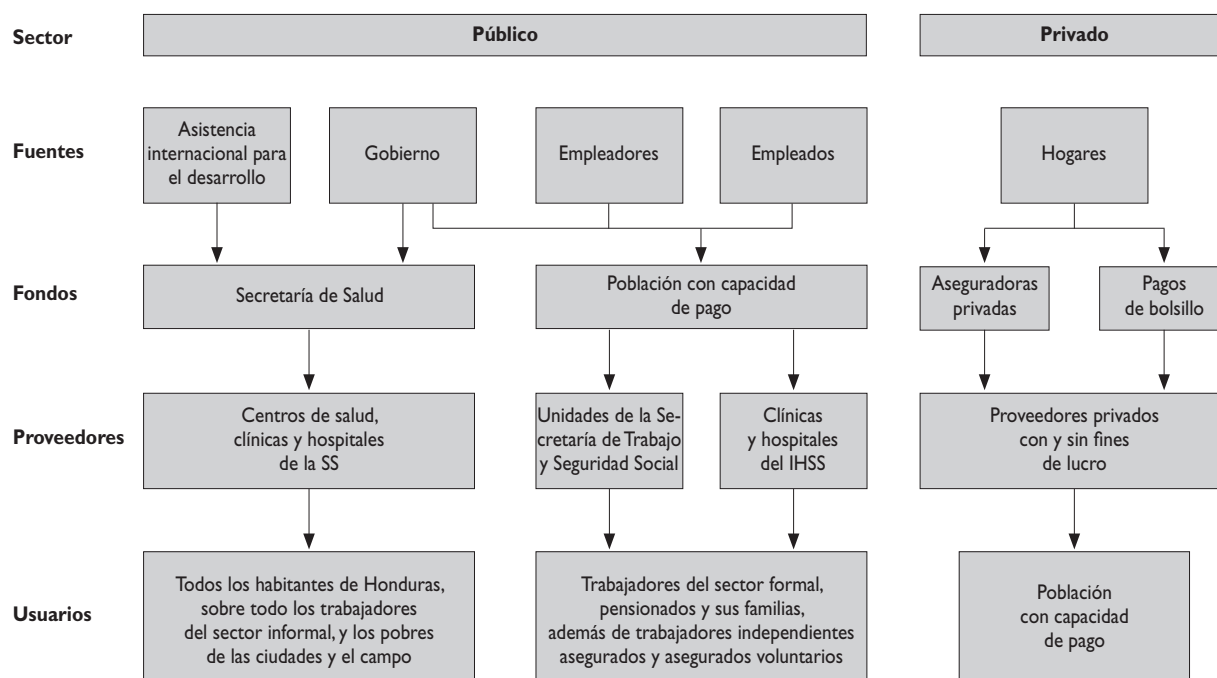 Sector
Público
Privado
Fuentes
Asistencia
internacional para
el desarrollo
Gobierno
Empleadores
Empleados
Hogares
Fondos
Secretaría de Salud
Población con capacidad
de pago
Aseguradoras
privadas
Pagos
de bolsillo
Proveedores
Centros de salud,
clínicas y hospitales
de la SS
Unidades de la Se-
cretaría de Trabajo
y Seguridad Social
Clínicas
y hospitales
del IHSS
Proveedores privados
con y sin fines
de lucro
Usuarios
Todos los habitantes de Honduras,
sobre todo los trabajadores
del sector informal, y los pobres
de las ciudades y el campo
Trabajadores del sector formal,
pensionados y sus familias,
además de trabajadores independientes
asegurados y asegurados voluntarios
Población
con capacidad
de pago